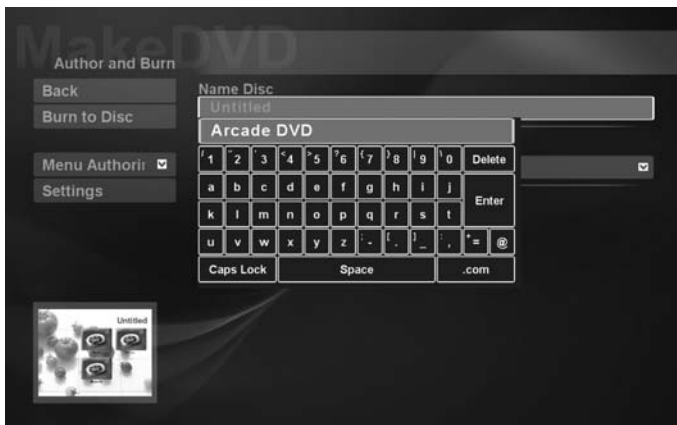 MakeDVD
Author and Burn
Back
Burn to Disc
Menu Authorin
Settings
Name Disc
Untitled
Arcade DVD
1 2 3 4 5 6 7 8 9 0 Delete
a b c d e f g h i j
Enter
k l m n o p q r s t
u v w x y z - . _ , = @
Caps Lock Space .com
Untitled